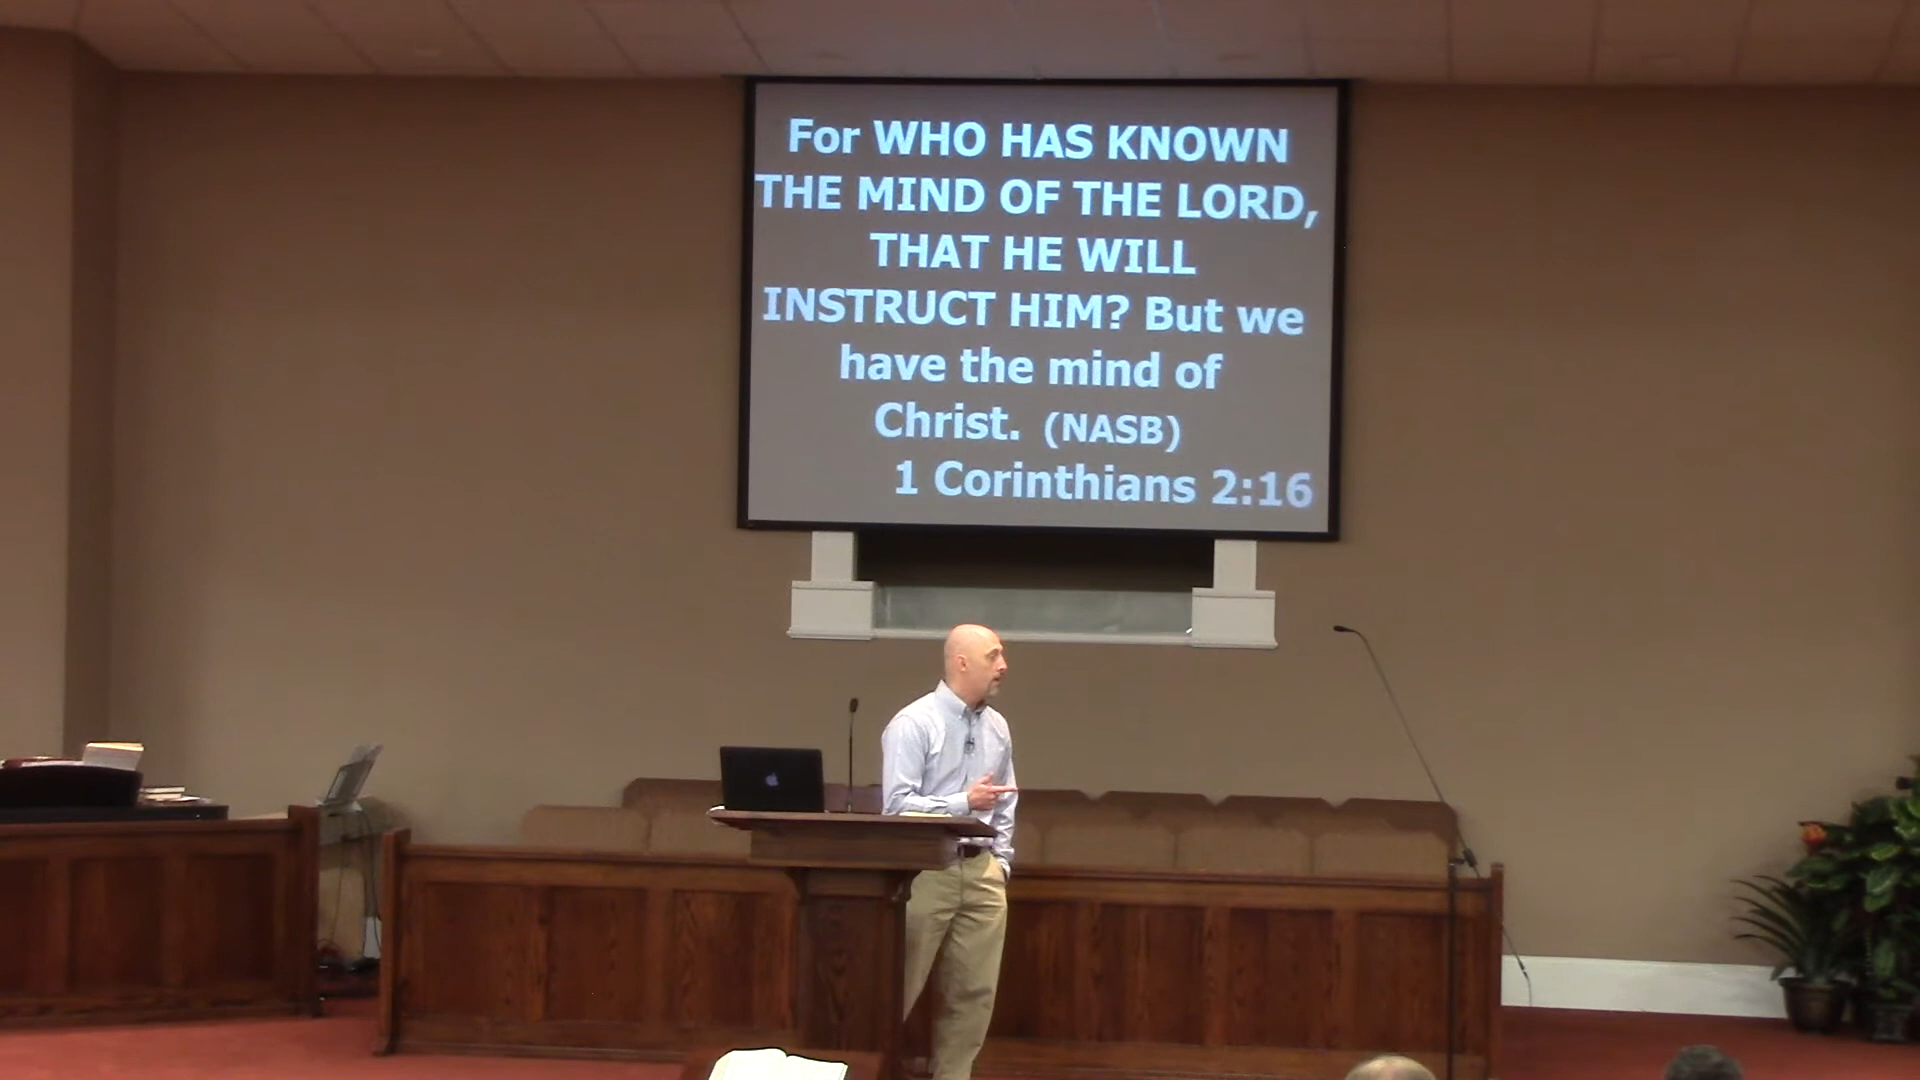 For WHO HAS KNOWN
THE MIND OF THE LORD,
THAT HE WILL
INSTRUCT HIM? But we
have the mind of
Christ. (NASB)
1 Corinthians 2:16